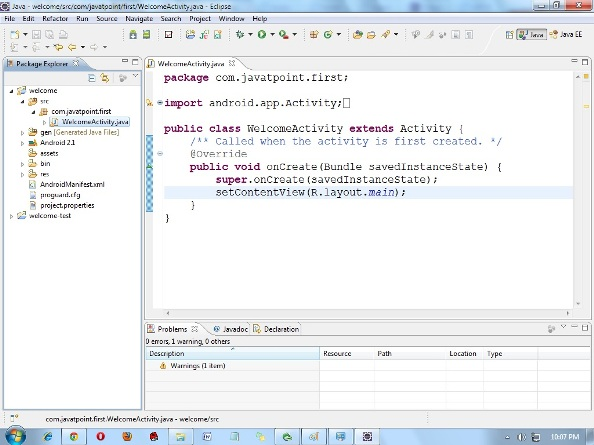 Java - welcome/src/com/javatpoint/first/WelcomeActivity.java - Eclipse
File Edit Refactor Run Source Navigate Search Project Window Help
Java Java EE
Package Explorer
welcome
src
com.javatpoint.first
WelcomeActivity.java
gen [Generated Java Files]
Android 2.1
assets
bin
res
AndroidManifest.xml
proguard.cfg
project.properties
welcome-test
WelcomeActivity.java
package com.javatpoint.first;
import android.app.Activity;
public class WelcomeActivity extends Activity {
/** Called when the activity is first created. */
@Override
public void onCreate(Bundle savedInstanceState) {
super.onCreate(savedInstanceState);
setContentView(R.layout.main);
}
}
Problems Javadoc Declaration
0 errors, 1 warning, 0 others
Description Resource Path Location Type
Warnings (1 item)
com.javatpoint.first.WelcomeActivity.java - welcome/src
10:07 PM